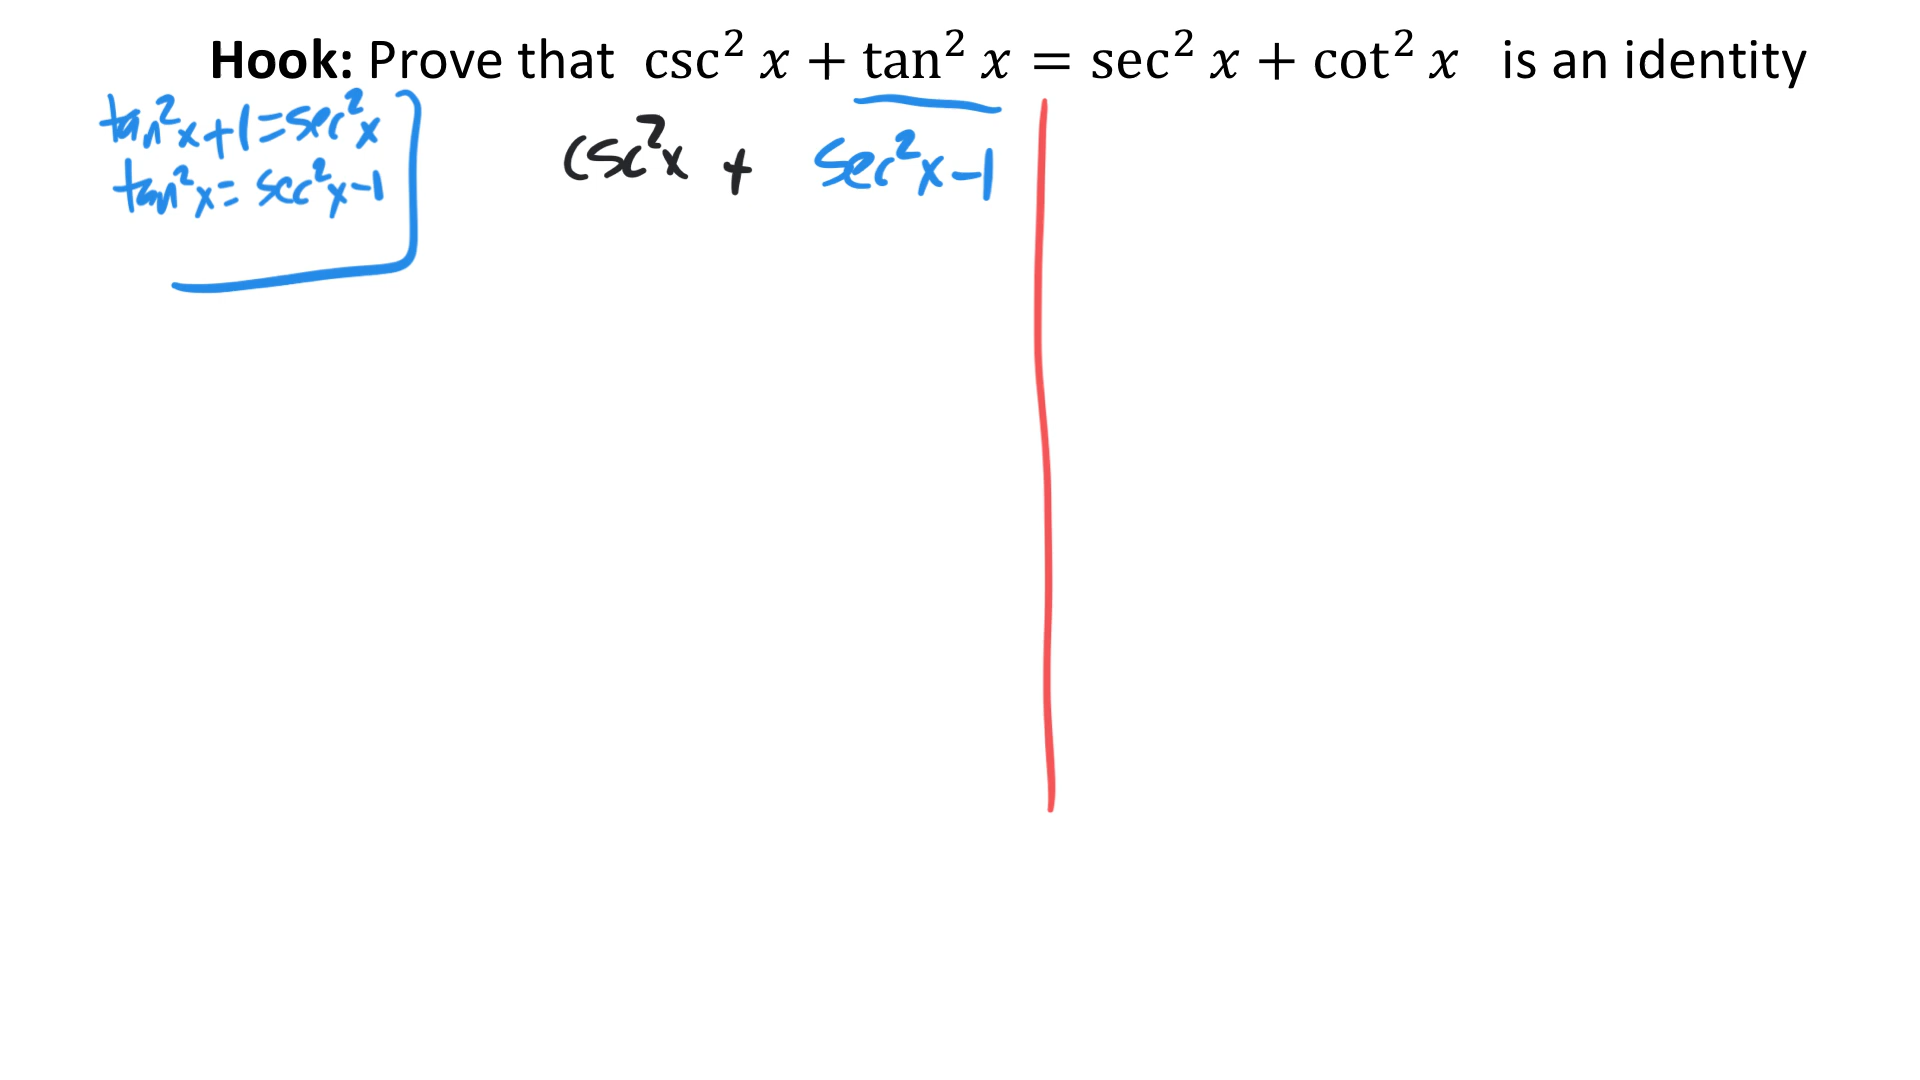 Hook: Prove that csc² x + tan² x = sec² x + cot² x is an identity
tan²x+1=sec²x
tan²x= sec²x-1
csc²x + sec²x-1